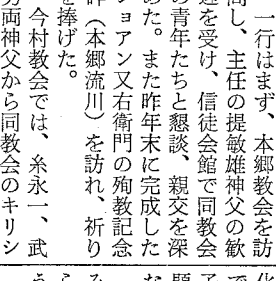 一行はまず、本郷教会を訪
問し、主任の堤敏雄神父の歓
迎を受け、信徒会館で同教会
の青年たちと懇談、親交を深
めた。また昨年末に完成した
ジョアン又右衛門の殉教記念
碑（本郷流川）を訪れ、祈り
を捧げた。
今村教会では、糸永一、武
両神父から同教会のキリシ